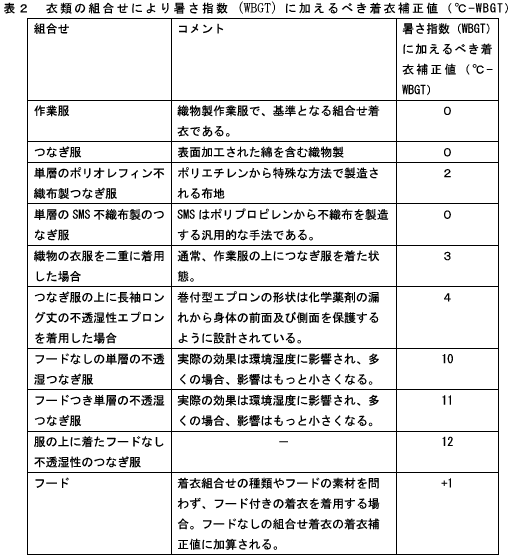 表２　衣類の組合せにより暑さ指数（WBGT）に加えるべき着衣補正値（℃-WBGT）
組合せ
コメント
暑さ指数（WBGT）
に加えるべき着
衣補正値（℃-
WBGT）
作業服
織物製作業服で、基準となる組合せ着
衣である。
0
つなぎ服
表面加工された綿を含む織物製
0
単層のポリオレフィン不
織布製つなぎ服
ポリエチレンから特殊な方法で製造さ
れる布地
2
単層の SMS 不織布製のつ
なぎ服
SMS はポリプロピレンから不織布を製造
する汎用的な手法である。
0
織物の衣服を二重に着用
した場合
通常、作業服の上につなぎ服を着た状
態。
3
つなぎ服の上に長袖ロン
グ丈の不透湿性エプロン
を着用した場合
巻付型エプロンの形状は化学薬剤の漏
れから身体の前面及び側面を保護する
ように設計されている。
4
フードなしの単層の不透
湿つなぎ服
実際の効果は環境湿度に影響され、多
くの場合、影響はもっと小さくなる。
10
フードつき単層の不透湿
つなぎ服
実際の効果は環境湿度に影響され、多
くの場合、影響はもっと小さくなる。
11
服の上に着たフードなし
不透湿性のつなぎ服
－
12
フード
着衣組合せの種類やフードの素材を問
わず、フード付きの着衣を着用する場
合。フードなしの組合せ着衣の着衣補
正値に加算される。
+1